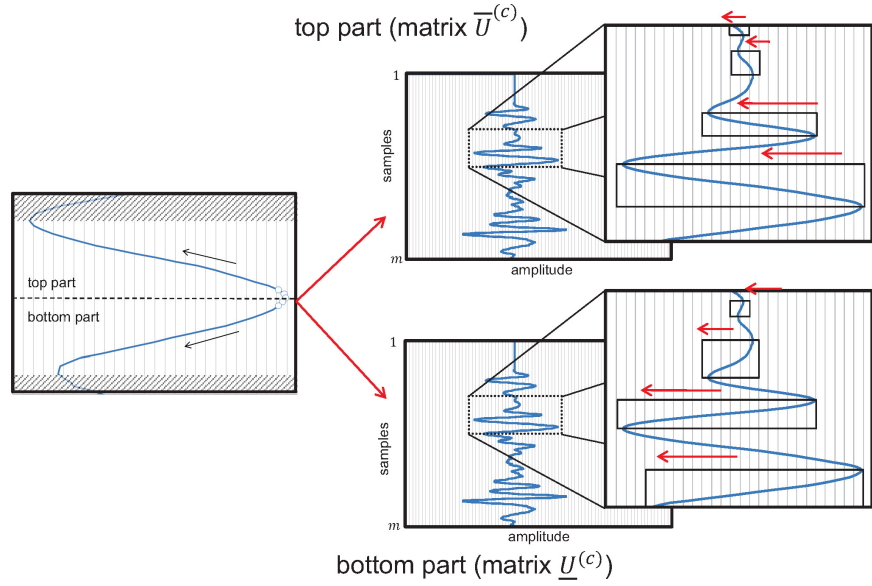 top part (matrix U̅⁽ᶜ⁾)
1
samples
m
amplitude
top part
bottom part
1
samples
m
amplitude
bottom part (matrix U̲⁽ᶜ⁾)